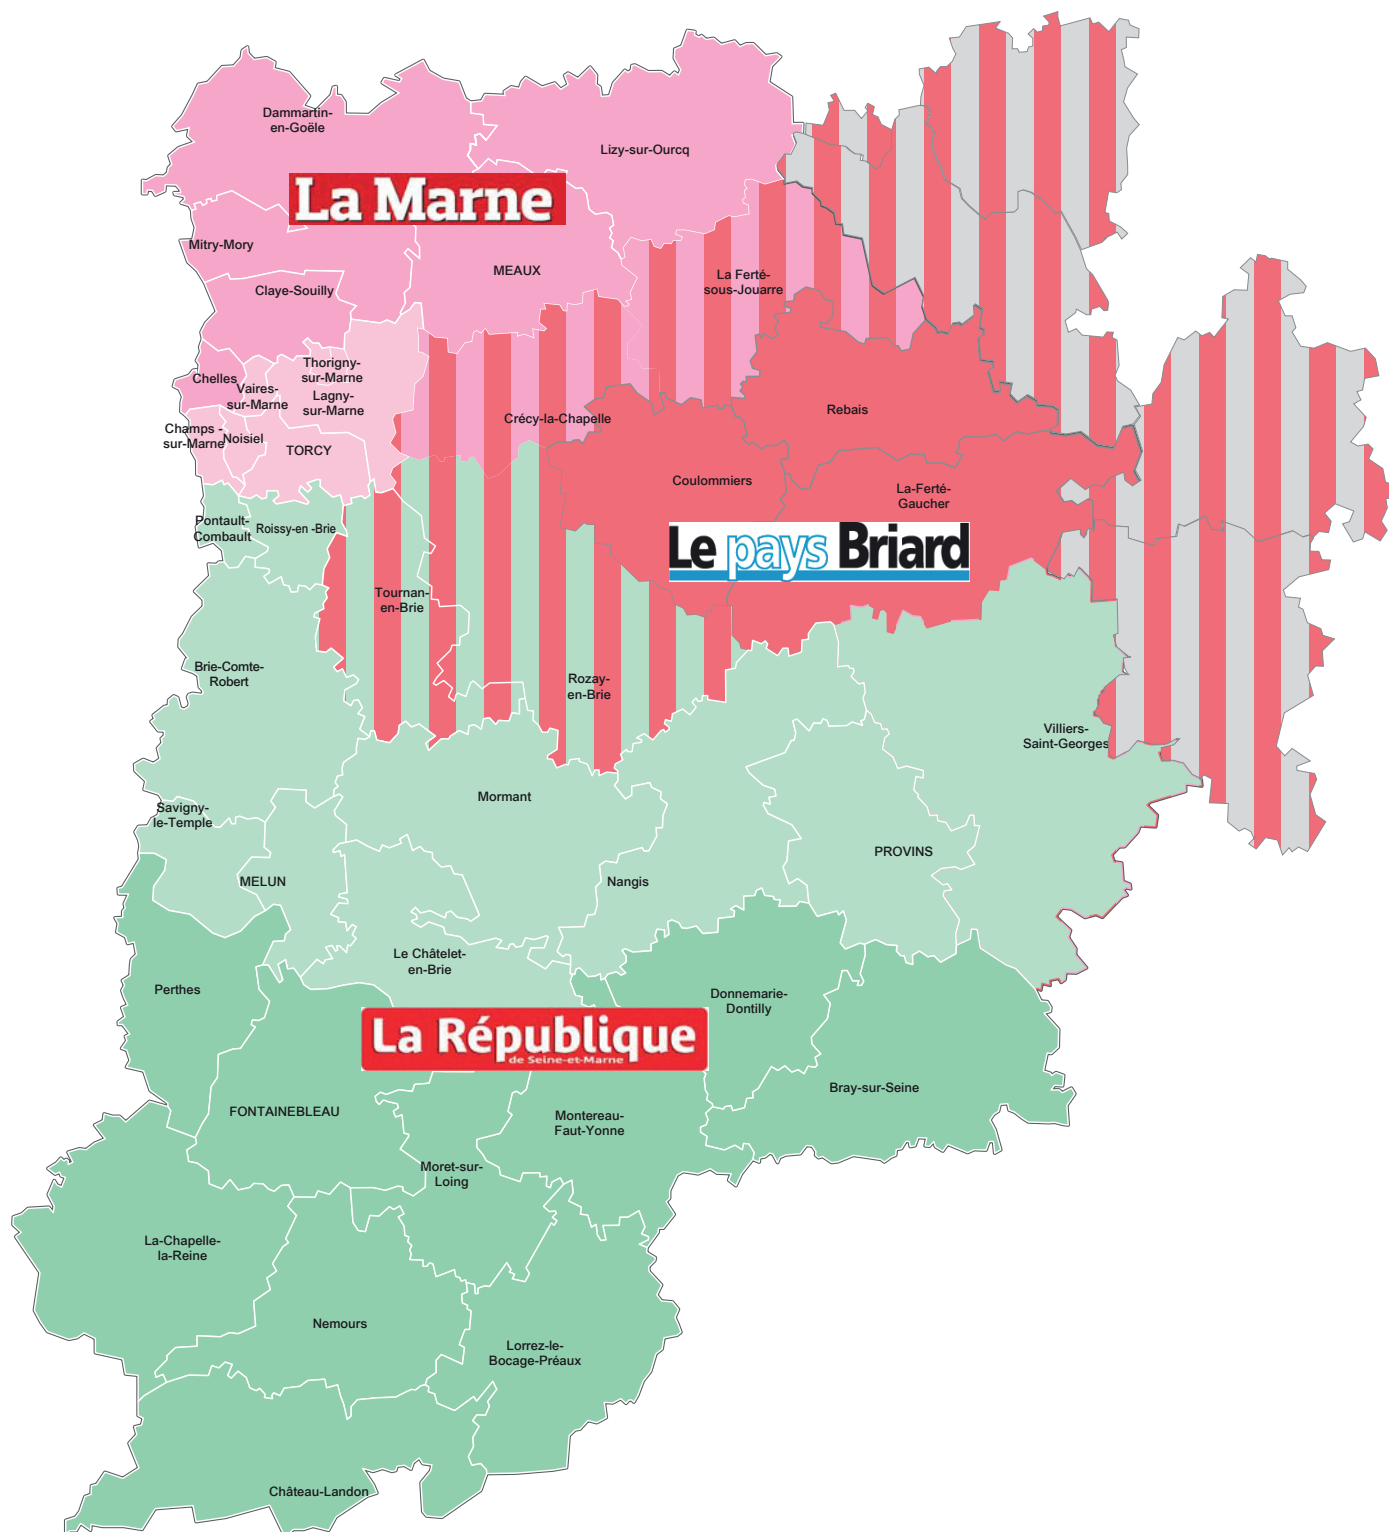 Dammartin-
en-Goële
Lizy-sur-Ourcq
La Marne
Mitry-Mory
MEAUX
Claye-Souilly
La Ferté-
sous-Jouarre
Thorigny-
sur-Marne
Chelles
Vaires-
sur-Marne
Lagny-
sur-Marne
Rebais
Crécy-la-Chapelle
Champs -
sur-Marne
Noisiel
TORCY
Coulommiers
La-Ferté-
Gaucher
Pontault-
Combault
Roissy-en -Brie
Le pays Briard
Tournan-
en-Brie
Brie-Comte-
Robert
Rozay-
en-Brie
Villiers-
Saint-Georges
Mormant
Savigny-
le-Temple
PROVINS
MELUN
Nangis
Le Châtelet-
en-Brie
Perthes
Donnemarie-
Dontilly
La République
de Seine-et-Marne
Bray-sur-Seine
FONTAINEBLEAU
Montereau-
Faut-Yonne
Moret-sur-
Loing
La-Chapelle-
la-Reine
Nemours
Lorrez-le-
Bocage-Préaux
Château-Landon